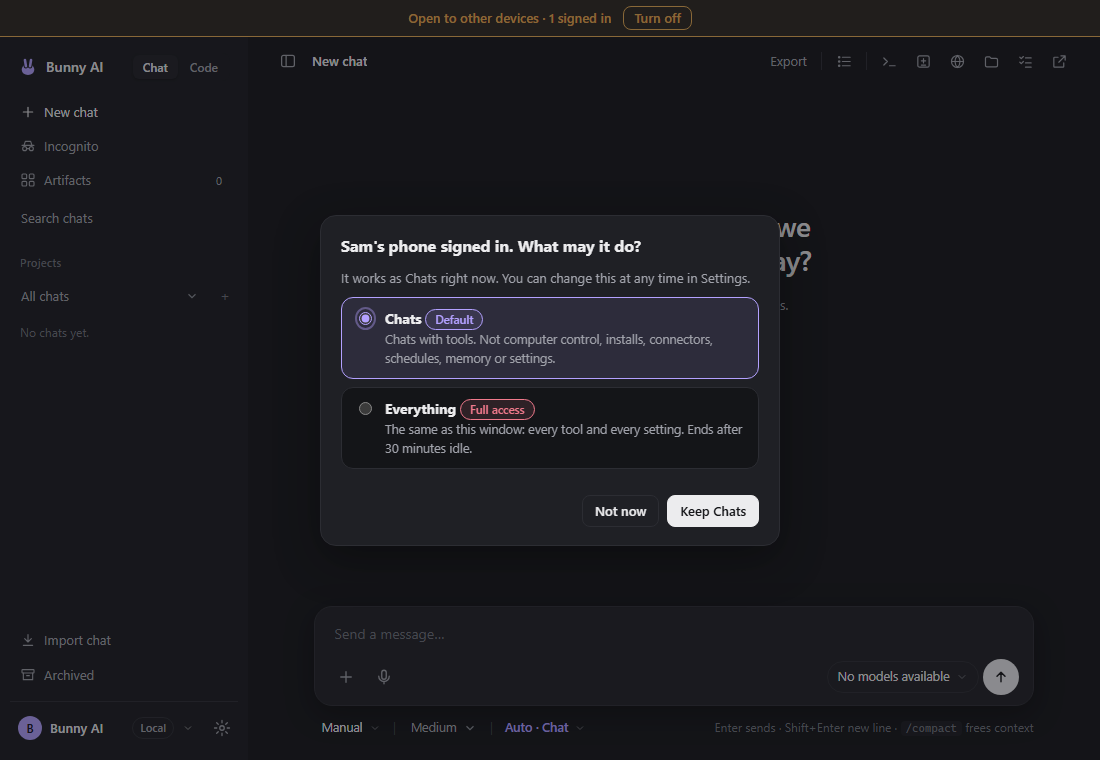 Open to other devices · 1 signed in Turn off
Bunny AI Chat Code
New chat Export
New chat
Incognito
Artifacts 0
Search chats
Projects
All chats
No chats yet.
we
ay?
s.
Sam's phone signed in. What may it do?
It works as Chats right now. You can change this at any time in Settings.
Chats Default
Chats with tools. Not computer control, installs, connectors,
schedules, memory or settings.
Everything Full access
The same as this window: every tool and every setting. Ends after
30 minutes idle.
Not now Keep Chats
Import chat
Archived
B Bunny AI Local
Send a message...
No models available
Manual Medium Auto · Chat Enter sends · Shift+Enter new line · /compact frees context